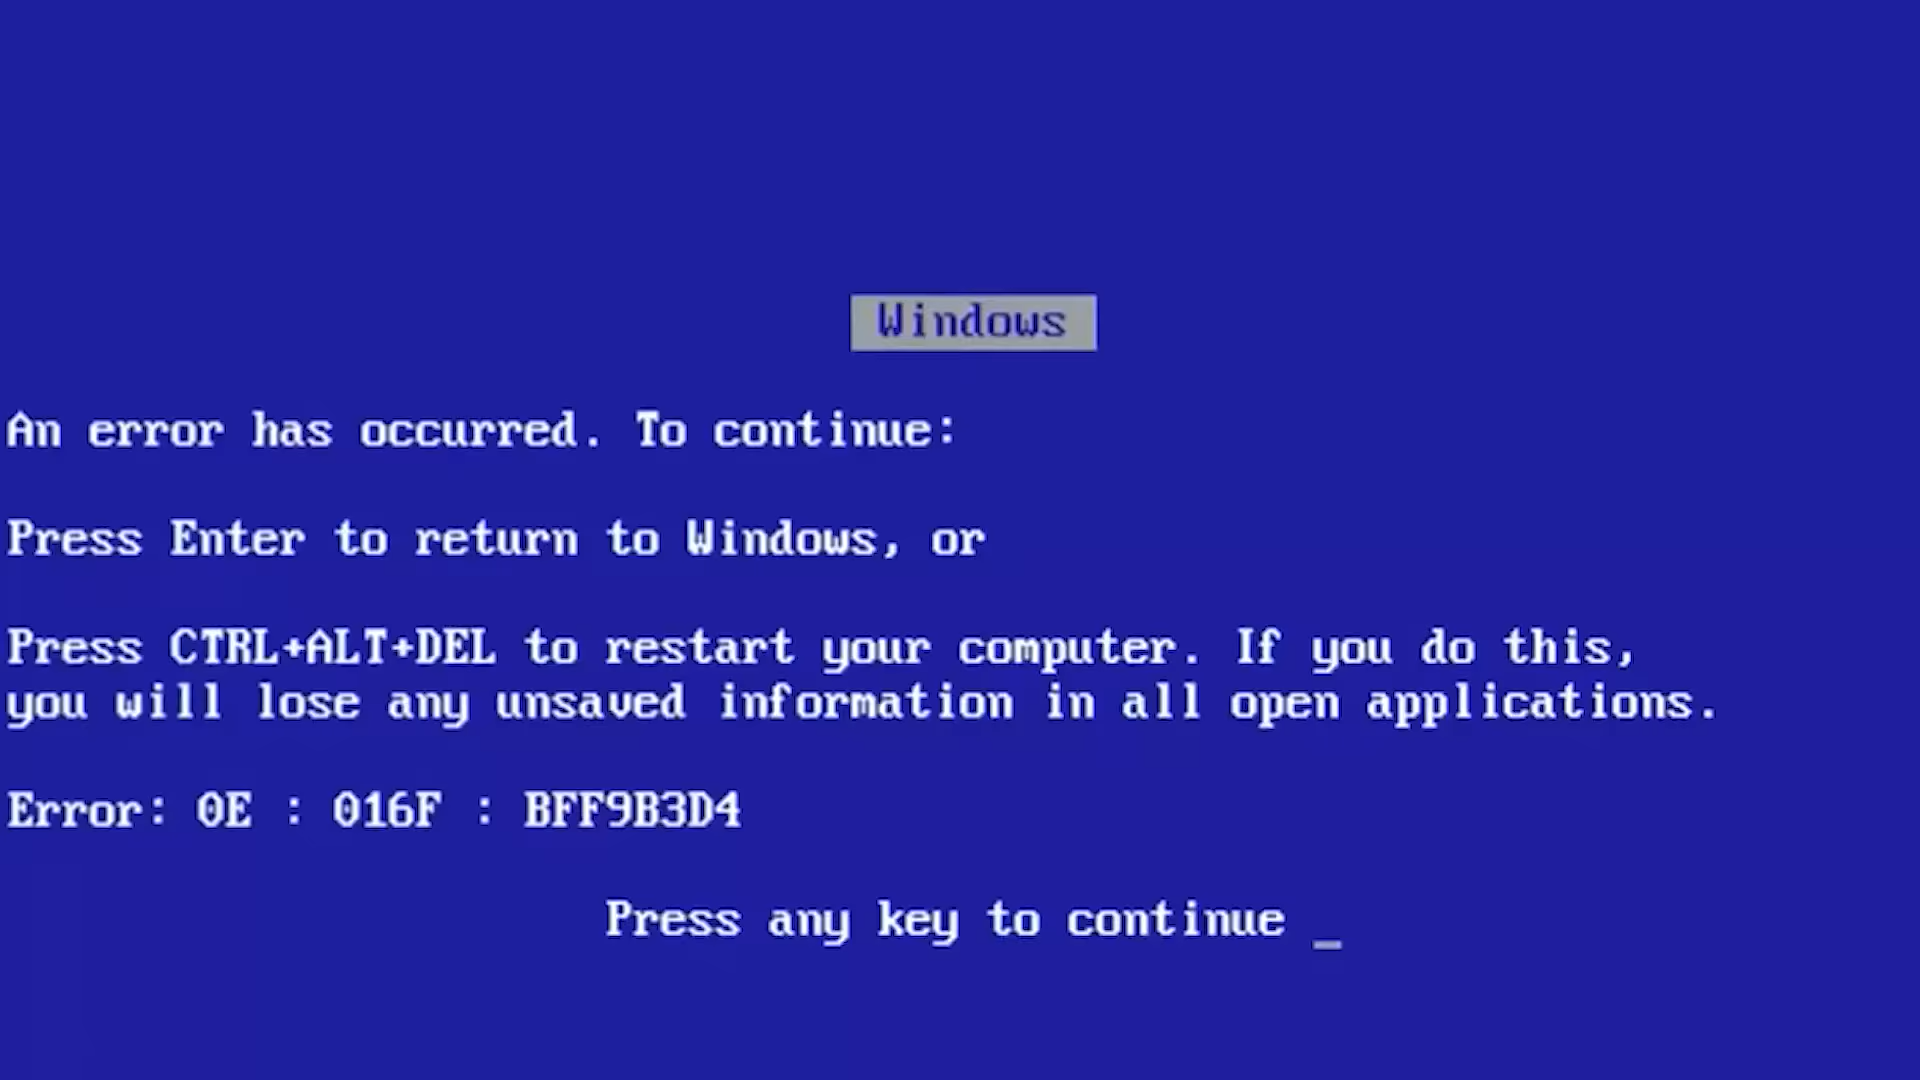 Windows
An error has occurred. To continue:
Press Enter to return to Windows, or
Press CTRL+ALT+DEL to restart your computer. If you do this,
you will lose any unsaved information in all open applications.
Error: 0E : 016F : BFF9B3D4
Press any key to continue _